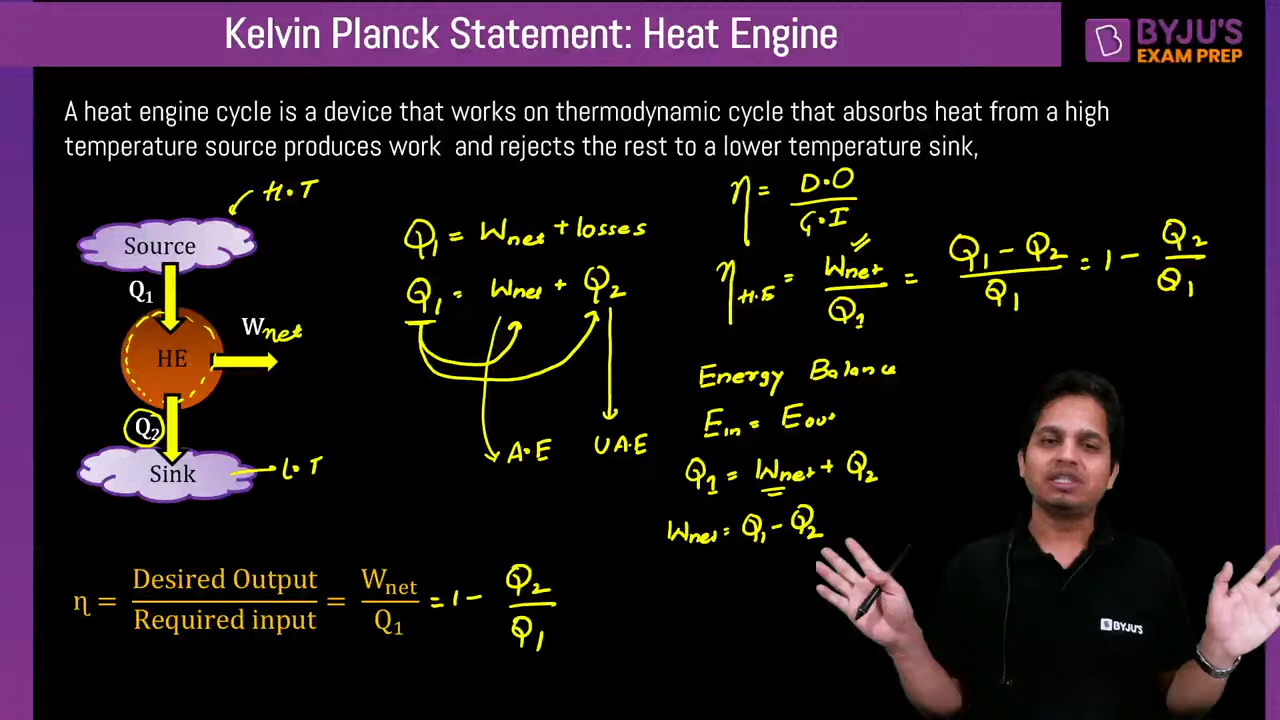 Kelvin Planck Statement: Heat Engine
BYJU'S
EXAM PREP
A heat engine cycle is a device that works on thermodynamic cycle that absorbs heat from a high
temperature source produces work and rejects the rest to a lower temperature sink,
H.T
Source
Q₁
HE
Wnet
Q₂
Sink
L.T
Q₁ = Wnet + losses
Q₁ = Wnet + Q₂
A.E
UA.E
η = D.O / G.I
ηH.E = Wnet / Q₁ = Q₁ - Q₂ / Q₁ = 1 - Q₂ / Q₁
Energy Balance
Ein = Eout
Q₁ = Wnet + Q₂
Wnet = Q₁ - Q₂
η = Desired Output / Required input = Wnet / Q₁ = 1 - Q₂ / Q₁
BYJU'S